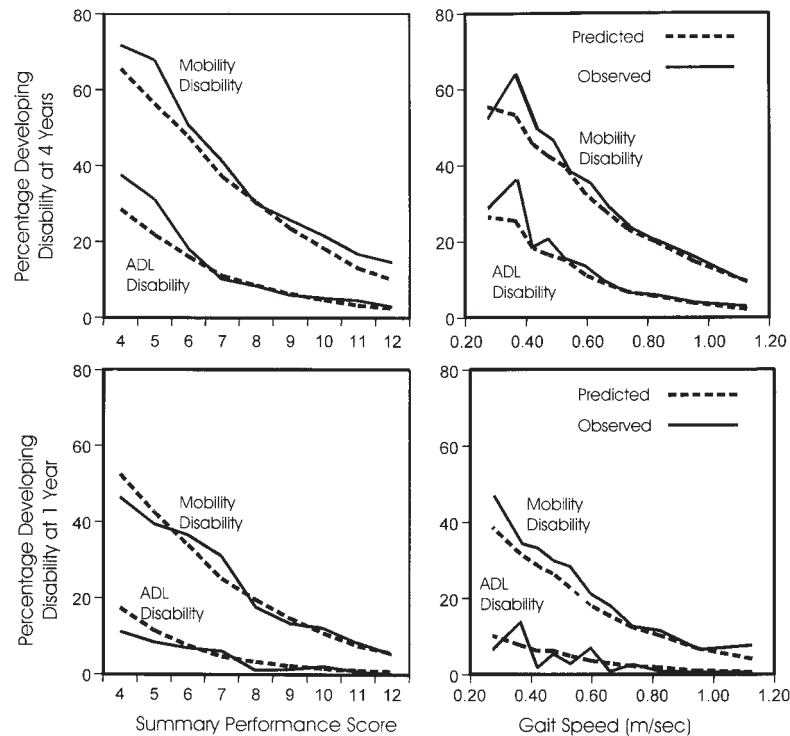 Percentage Developing
Disability at 4 Years
80
60
40
20
0
Mobility
Disability
ADL
Disability
4 5 6 7 8 9 10 11 12
80
60
40
20
0
Predicted
Observed
Mobility
Disability
ADL
Disability
0.20 0.40 0.60 0.80 1.00 1.20
Percentage Developing
Disability at 1 Year
80
60
40
20
0
Mobility
Disability
ADL
Disability
4 5 6 7 8 9 10 11 12
Summary Performance Score
80
60
40
20
0
Predicted
Observed
Mobility
Disability
ADL
Disability
0.20 0.40 0.60 0.80 1.00 1.20
Gait Speed (m/sec)